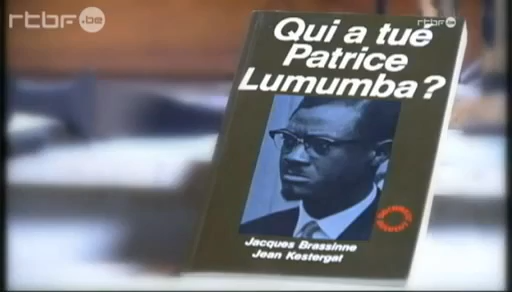 rtbf.be
rtbf.be
Qui a tué
Patrice
Lumumba?
Jacques Brassinne
Jean Kestergat